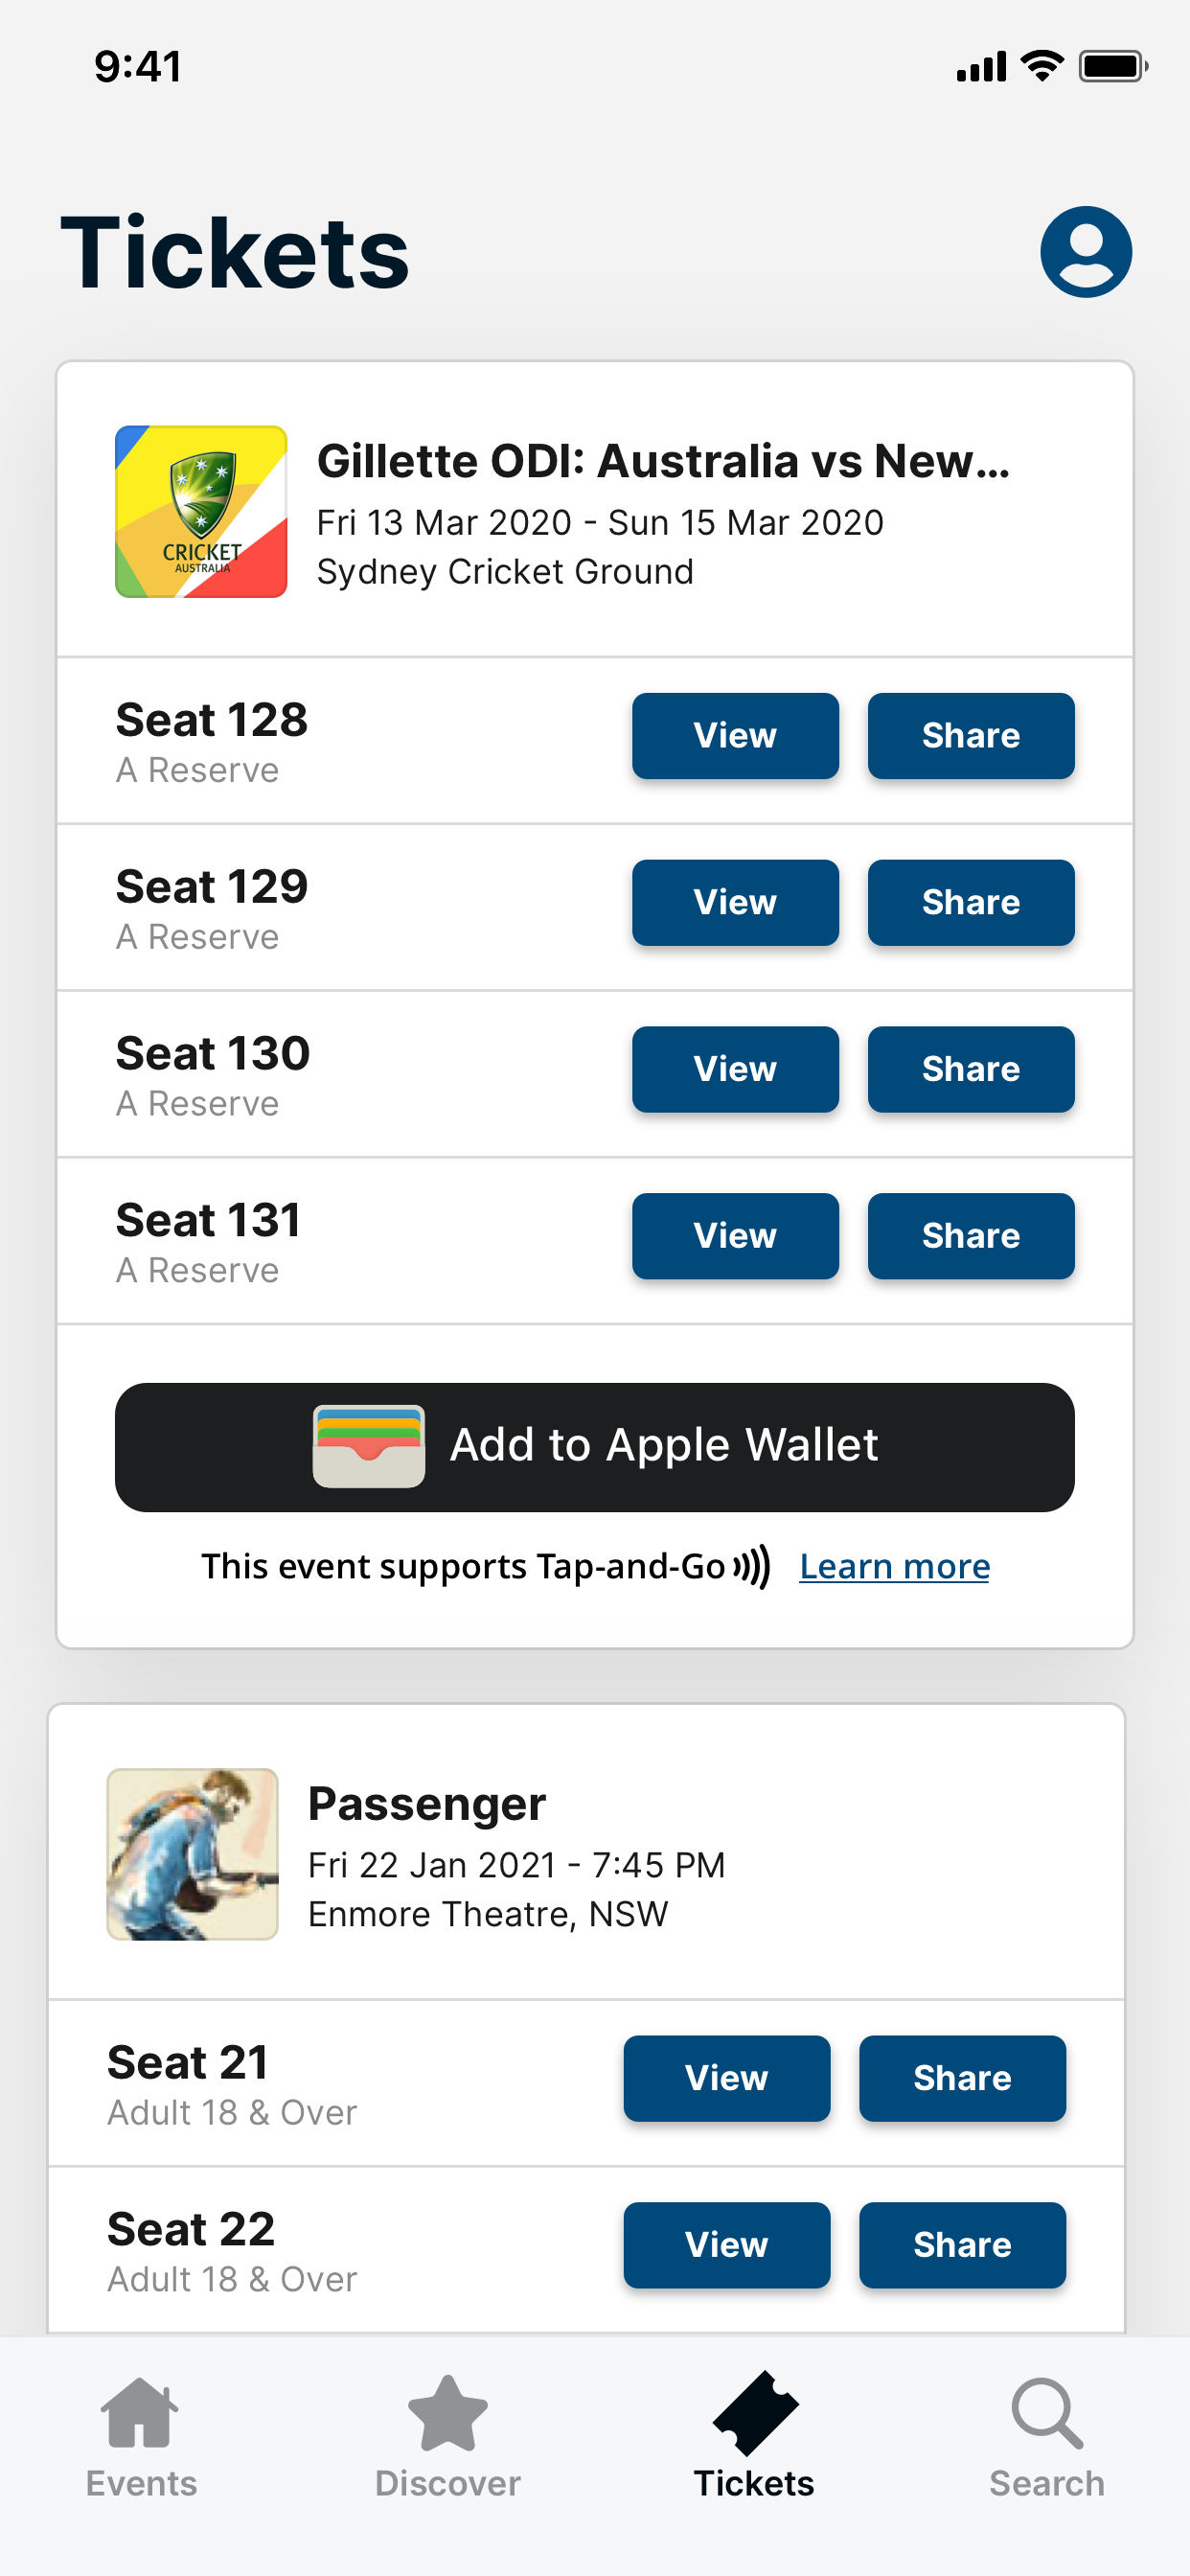 9:41
Tickets
CRICKET
AUSTRALIA
Gillette ODI: Australia vs New...
Fri 13 Mar 2020 - Sun 15 Mar 2020
Sydney Cricket Ground
Seat 128
A Reserve
View
Share
Seat 129
A Reserve
View
Share
Seat 130
A Reserve
View
Share
Seat 131
A Reserve
View
Share
Add to Apple Wallet
This event supports Tap-and-Go
Learn more
Passenger
Fri 22 Jan 2021 - 7:45 PM
Enmore Theatre, NSW
Seat 21
Adult 18 & Over
View
Share
Seat 22
Adult 18 & Over
View
Share
Events
Discover
Tickets
Search